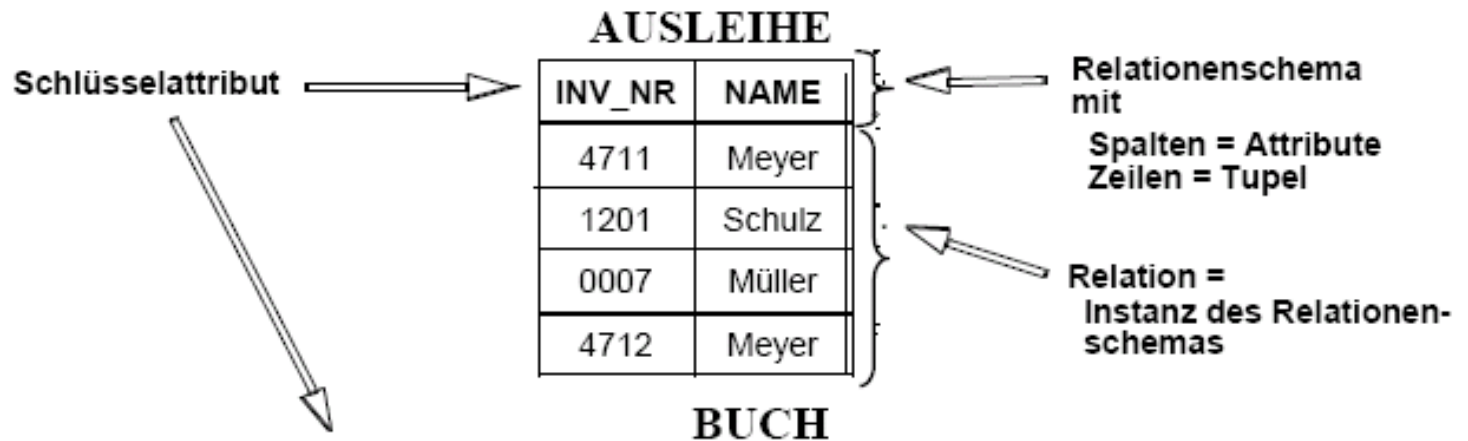 AUSLEIHE
Schlüsselattribut
INV_NR NAME
4711 Meyer
1201 Schulz
0007 Müller
4712 Meyer
Relationenschema
mit
Spalten = Attribute
Zeilen = Tupel
Relation =
Instanz des Relationen-
schemas
BUCH